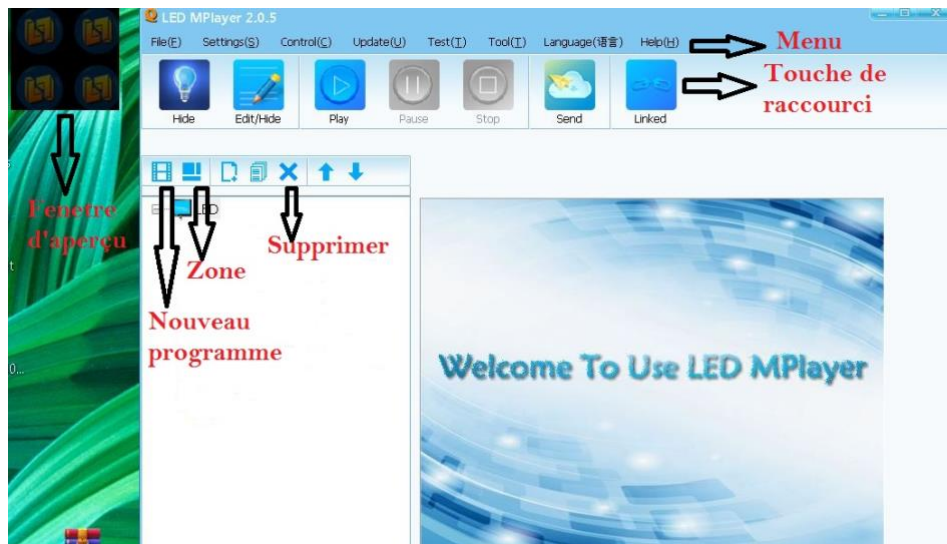 LED MPlayer 2.0.5
File(F) Settings(S) Control(C) Update(U) Test(T) Tool(T) Language(语言) Help(H)
Menu
Touche de
raccourci
Hide Edit/Hide Play Pause Stop Send Linked
LED
Fenetre
d'aperçu
Supprimer
Zone
Nouveau
programme
t
0...
Welcome To Use LED MPlayer